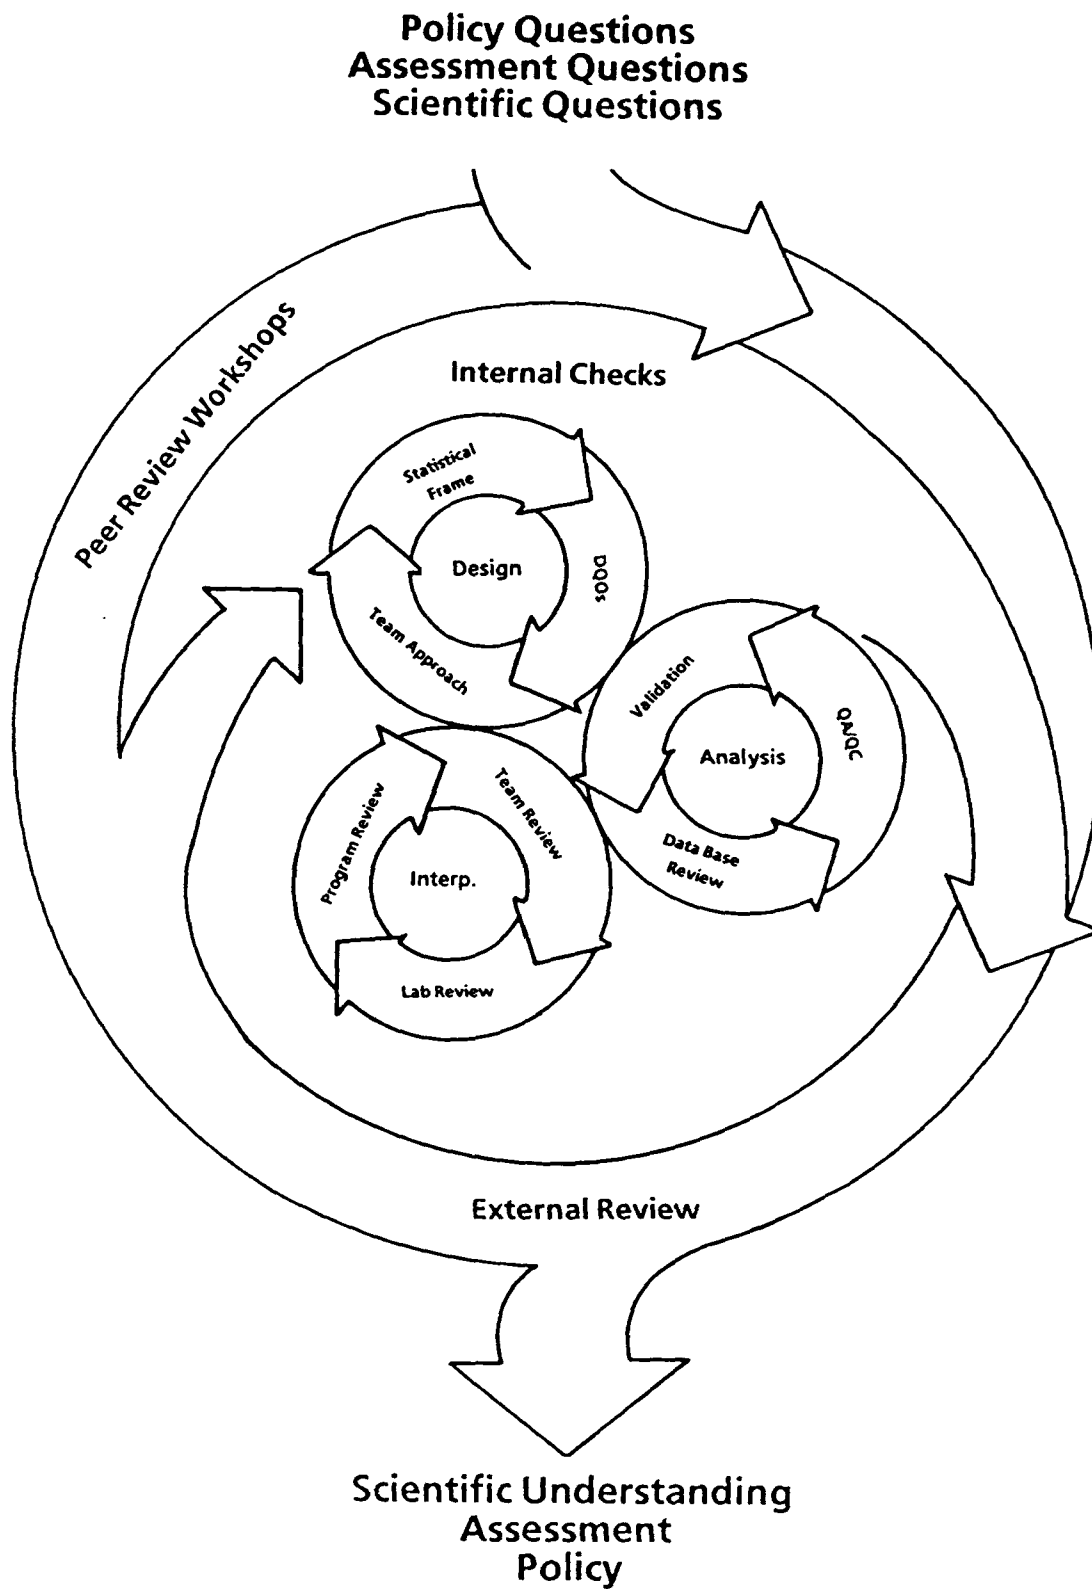 Policy Questions
Assessment Questions
Scientific Questions
Peer Review Workshops
Internal Checks
Statistical
Frame
Design
DQOs
Team Approach
Validation
Analysis
QA/QC
Data Base
Review
Program Review
Team Review
Interp.
Lab Review
External Review
Scientific Understanding
Assessment
Policy